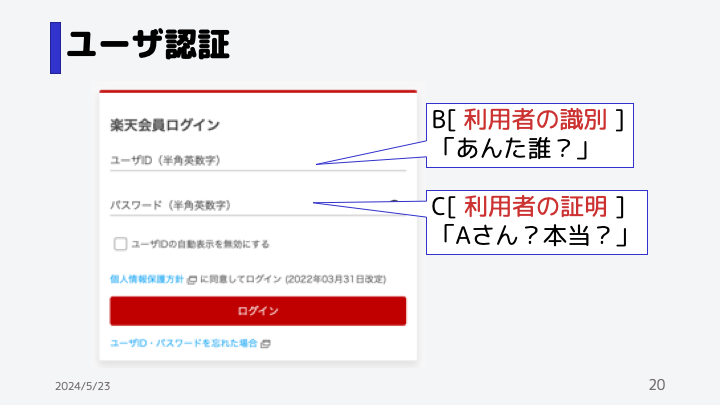 ユーザ認証
楽天会員ログイン
ユーザID（半角英数字）
パスワード（半角英数字）
ユーザIDの自動表示を無効にする
個人情報保護方針 に同意してログイン (2022年03月31日改定)
ログイン
ユーザID・パスワードを忘れた場合
B[ 利用者の識別 ]
「あんた誰？」
C[ 利用者の証明 ]
「Aさん？本当？」
2024/5/23
20